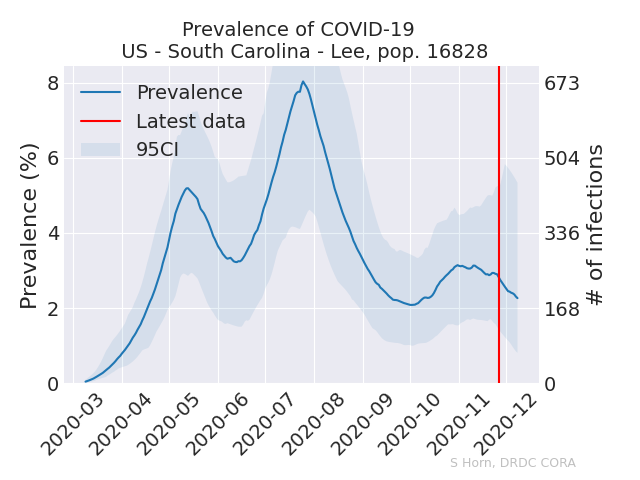 Prevalence of COVID-19
US - South Carolina - Lee, pop. 16828
Prevalence
Latest data
95CI
Prevalence (%)
8
6
4
2
0
673
504
336
168
0
# of infections
2020-03
2020-04
2020-05
2020-06
2020-07
2020-08
2020-09
2020-10
2020-11
2020-12
S Horn, DRDC CORA